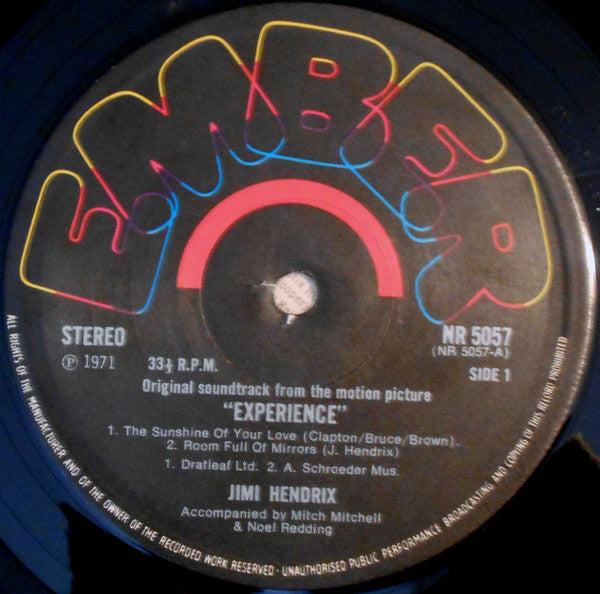 EMBER
STEREO
Ⓟ 1971
33⅓ R.P.M.
NR 5057
(NR 5057-A)
SIDE 1
Original soundtrack from the motion picture
"EXPERIENCE"
1. The Sunshine Of Your Love (Clapton/Bruce/Brown).
2. Room Full Of Mirrors (J. Hendrix)
1. Dratleaf Ltd. 2. A. Schroeder Mus.
JIMI HENDRIX
Accompanied by Mitch Mitchell
& Noel Redding
ALL RIGHTS OF THE MANUFACTURER AND OF THE OWNER OF THE RECORDED WORK RESERVED - UNAUTHORISED PUBLIC PERFORMANCE BROADCASTING AND COPYING OF THIS RECORD PROHIBITED